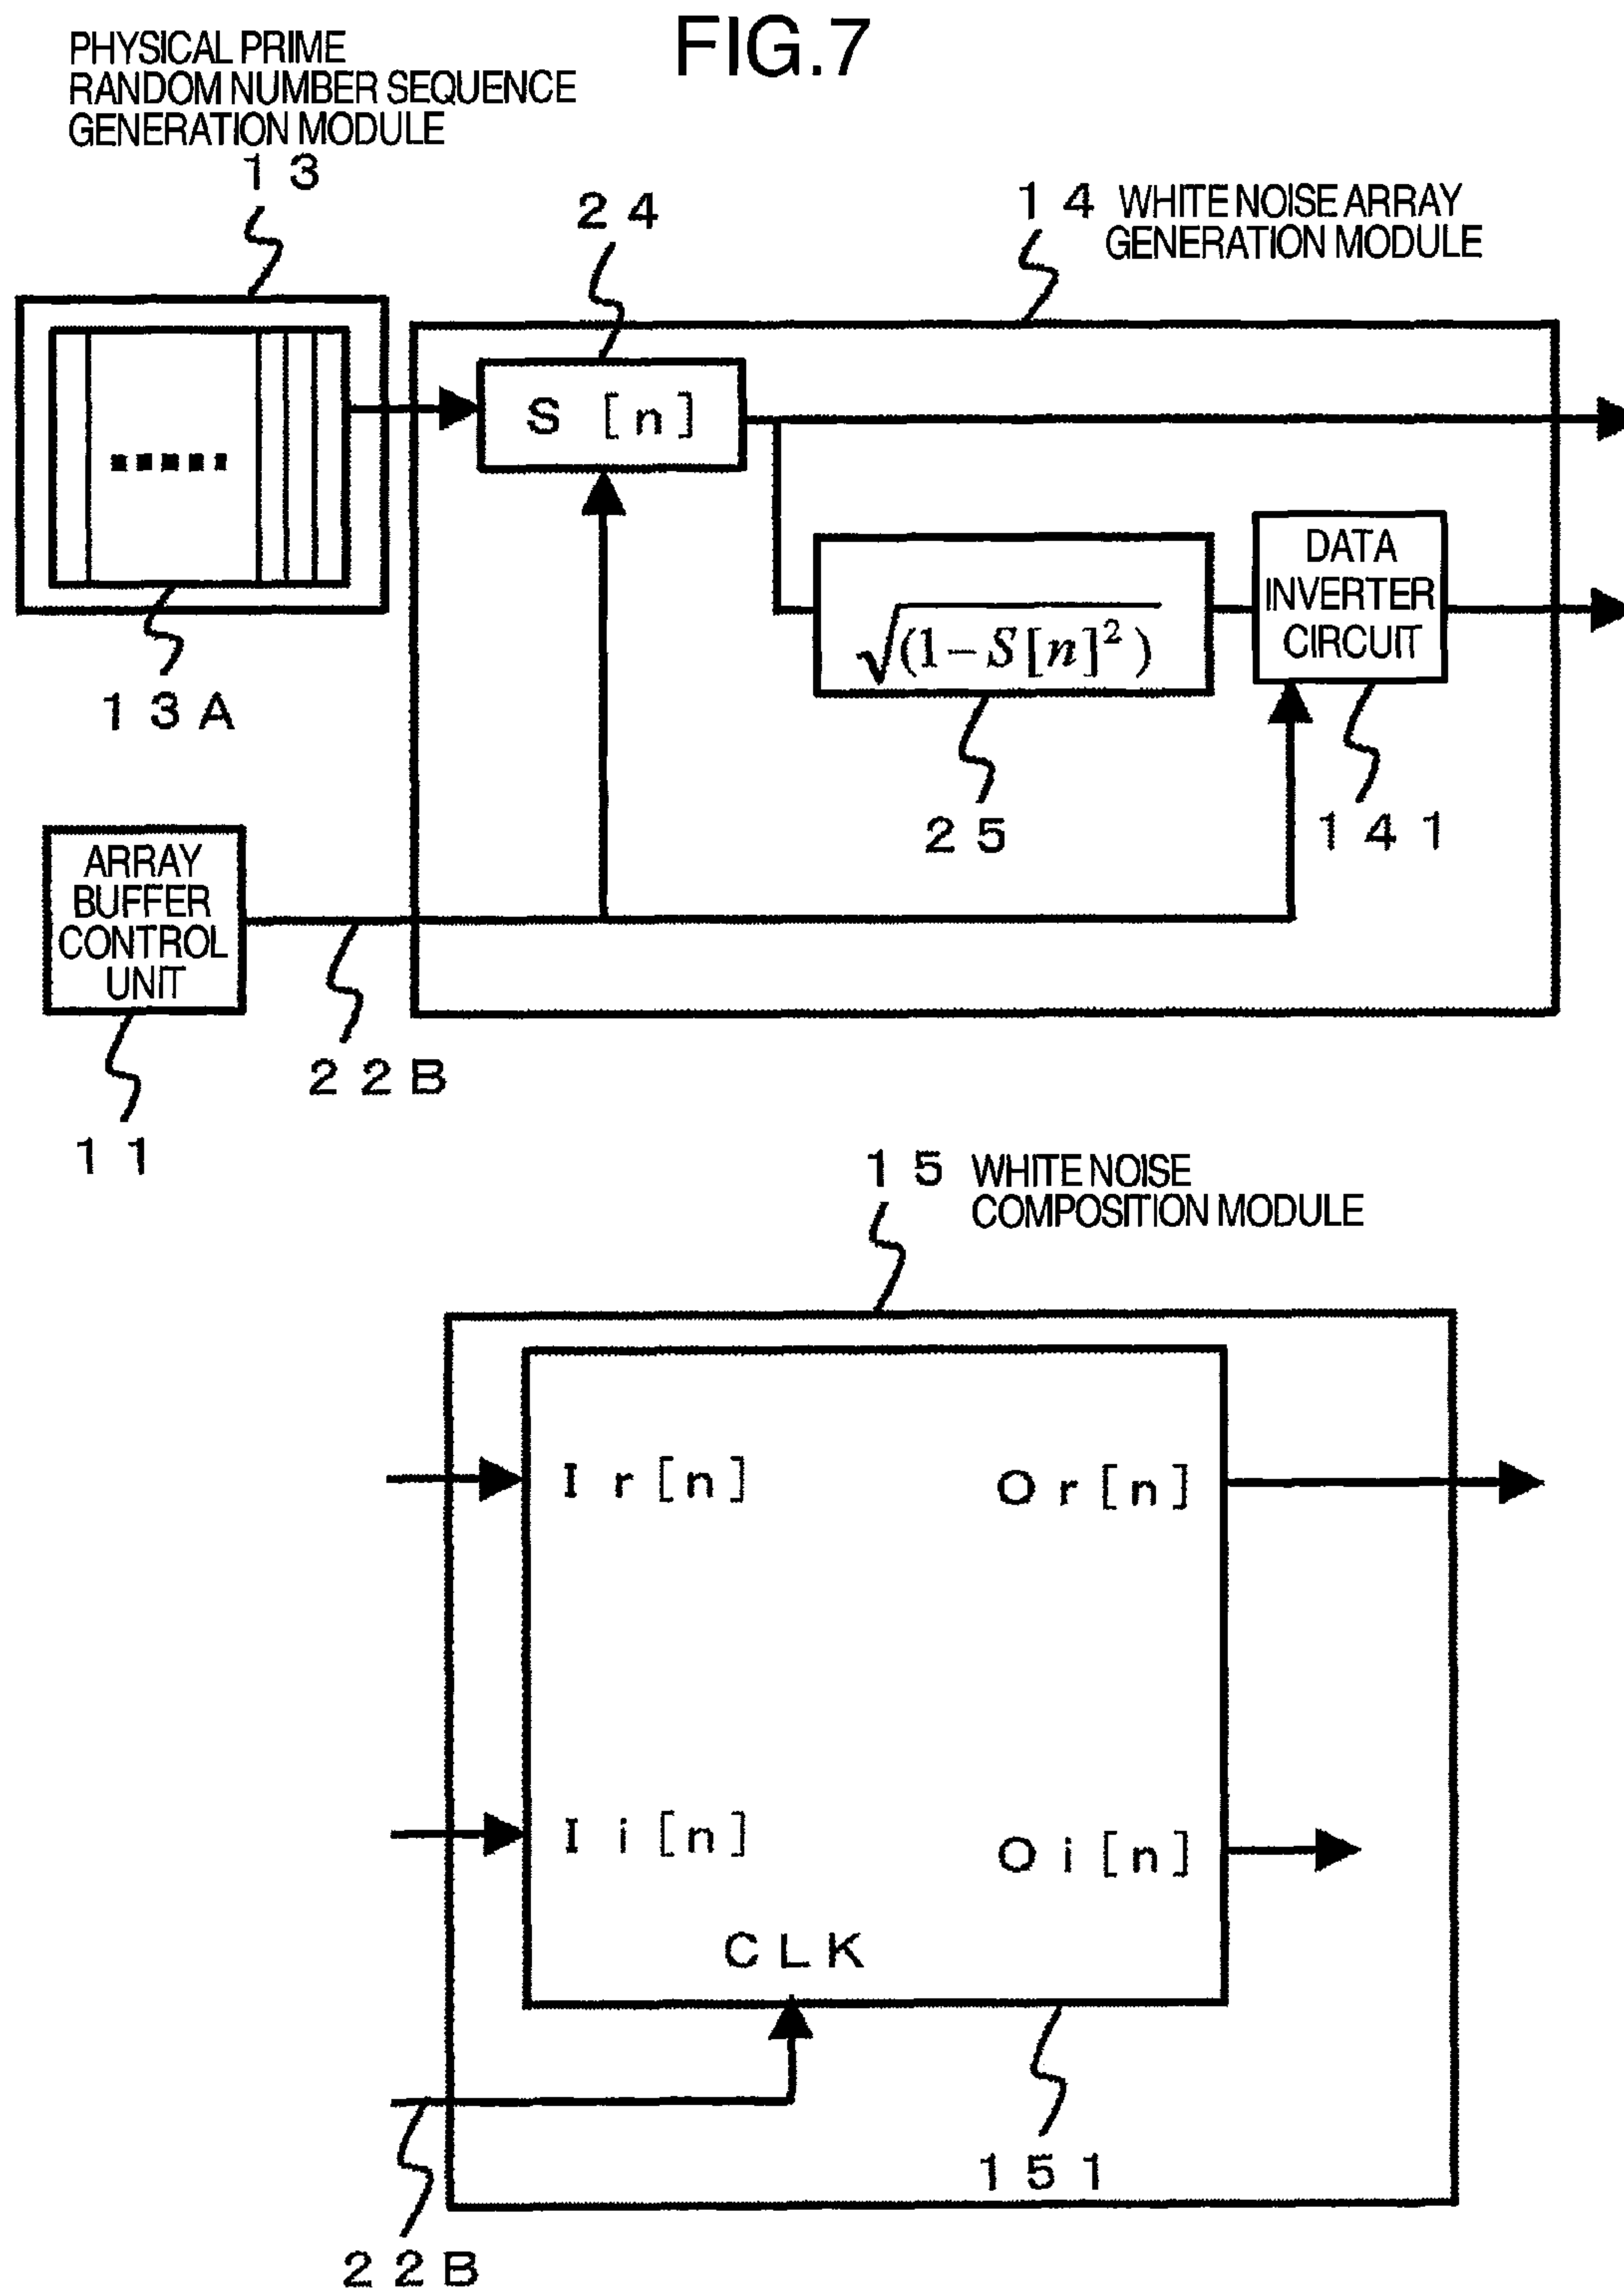 FIG.7
PHYSICAL PRIME
RANDOM NUMBER SEQUENCE
GENERATION MODULE
13
24
14 WHITE NOISE ARRAY
GENERATION MODULE
S [n]
DATA
INVERTER
CIRCUIT
√(1−S[n]²)
13A
25
141
ARRAY
BUFFER
CONTROL
UNIT
22B
11
15 WHITE NOISE
COMPOSITION MODULE
Ir[n]
Or[n]
Ii[n]
Oi[n]
CLK
151
22B